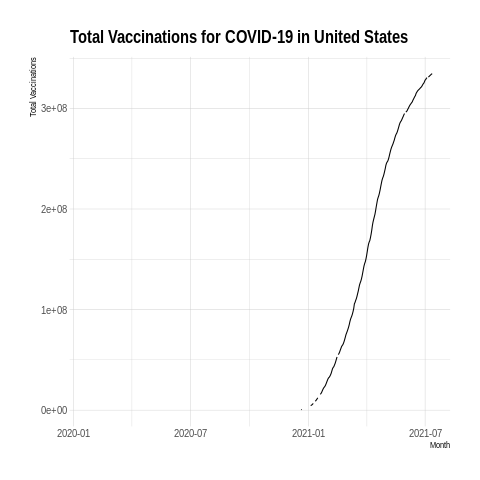 Total Vaccinations for COVID-19 in United States
Total Vaccinations
3e+08
2e+08
1e+08
0e+00
2020-01 2020-07 2021-01 2021-07
Month